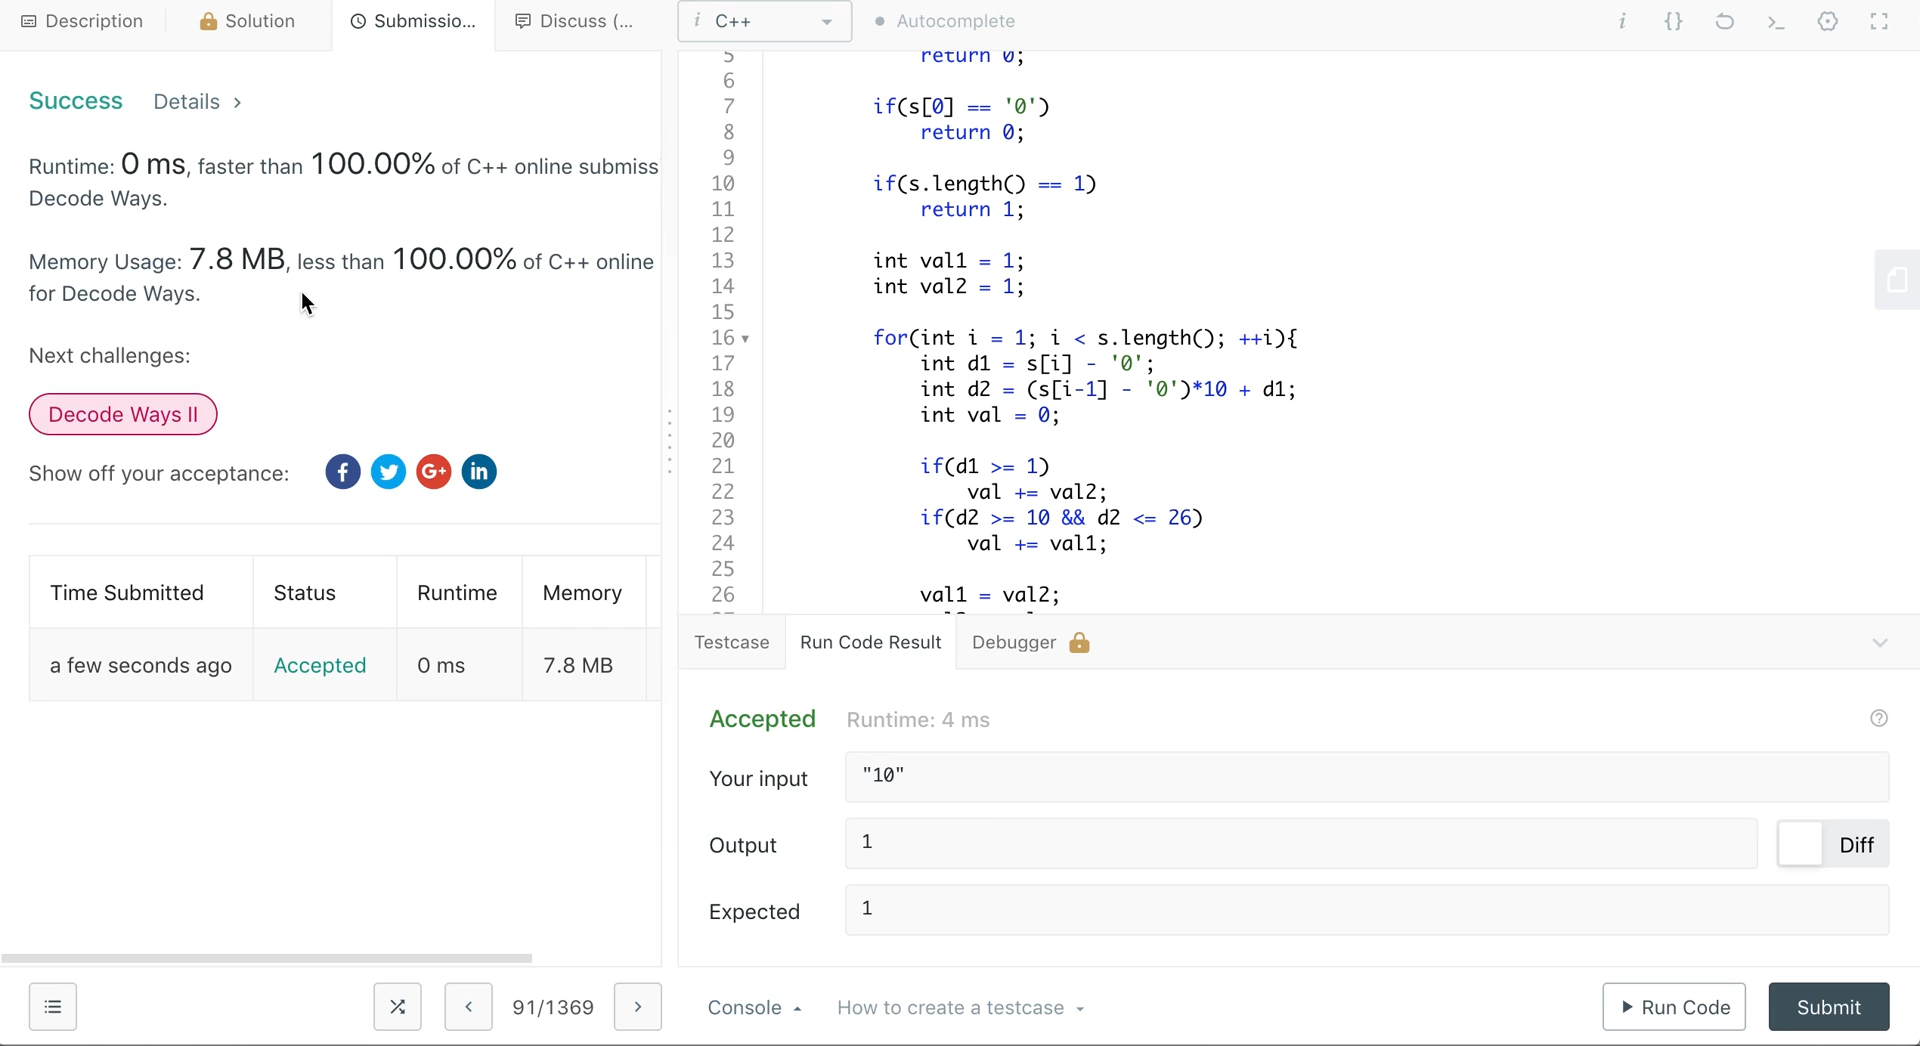 Description
Solution
Submissio...
Discuss (...
i C++
Autocomplete
Success Details >
Runtime: 0 ms, faster than 100.00% of C++ online submiss
Decode Ways.
Memory Usage: 7.8 MB, less than 100.00% of C++ online
for Decode Ways.
Next challenges:
Decode Ways II
Show off your acceptance:
f G+ in
Time Submitted Status Runtime Memory
a few seconds ago Accepted 0 ms 7.8 MB
91/1369
5 return 0;
6
7 if(s[0] == '0')
8 return 0;
9
10 if(s.length() == 1)
11 return 1;
12
13 int val1 = 1;
14 int val2 = 1;
15
16 for(int i = 1; i < s.length(); ++i){
17 int d1 = s[i] - '0';
18 int d2 = (s[i-1] - '0')*10 + d1;
19 int val = 0;
20
21 if(d1 >= 1)
22 val += val2;
23 if(d2 >= 10 && d2 <= 26)
24 val += val1;
25
26 val1 = val2;
Testcase Run Code Result Debugger
Accepted Runtime: 4 ms
Your input "10"
Output 1 Diff
Expected 1
Console How to create a testcase Run Code Submit